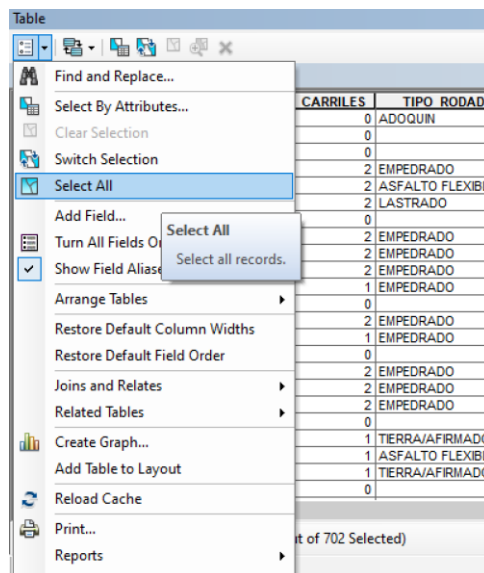 Table
Find and Replace...
Select By Attributes...
Clear Selection
Switch Selection
Select All
Add Field...
Turn All Fields
Show Field
Select All
Select all records.
Arrange Tables
Restore Default Column Widths
Restore Default Field Order
Joins and Relates
Related Tables
Create Graph...
Add Table to Layout
Reload Cache
Print...
Reports
CARRILES TIPO RODAD
0 ADOQUIN
0
0
2 EMPEDRADO
2 ASFALTO FLEXIB
2 LASTRADO
0
2 EMPEDRADO
2 EMPEDRADO
2 EMPEDRADO
1 EMPEDRADO
0
2 EMPEDRADO
1 EMPEDRADO
0
2 EMPEDRADO
2 EMPEDRADO
2 EMPEDRADO
0
1 TIERRA/AFIRMADO
1 ASFALTO FLEXIB
1 TIERRA/AFIRMADO
0
t of 702 Selected)